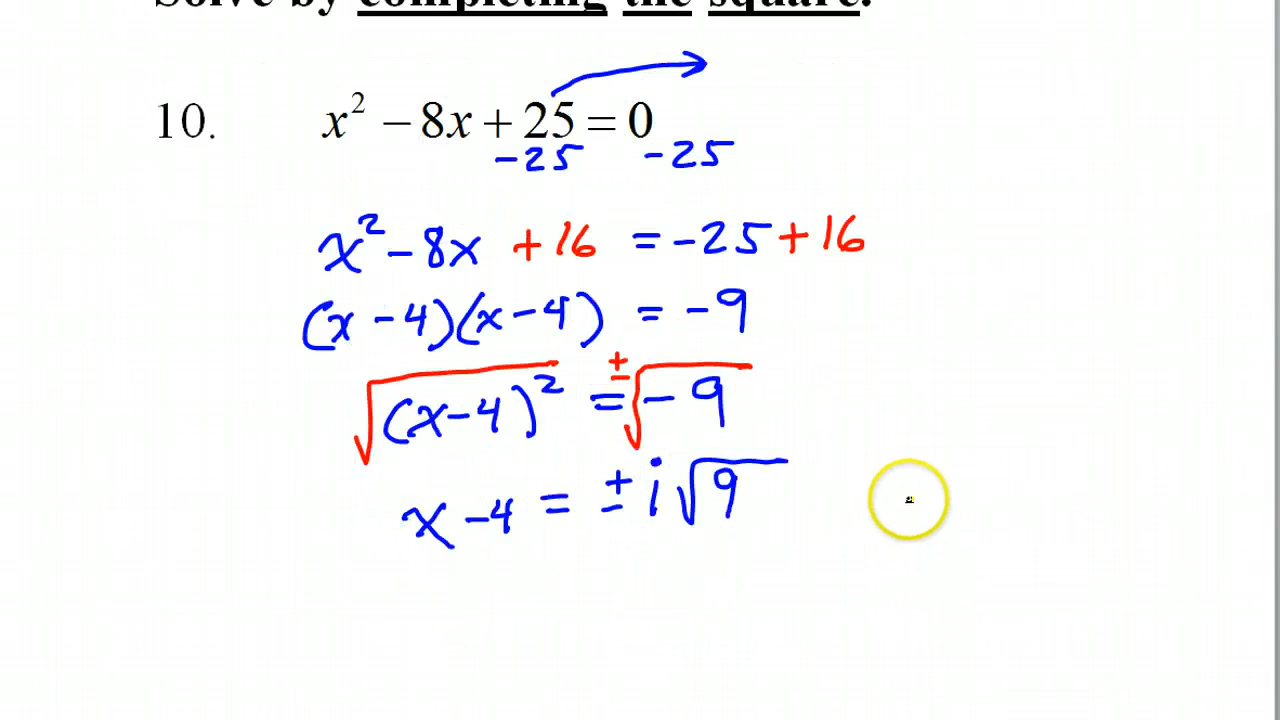 Solve by completing the square.
10. x² − 8x + 25 = 0
-25 -25
x² - 8x + 16 = -25 + 16
(x - 4)(x - 4) = -9
√(x-4)² = ±√-9
x - 4 = ± i√9